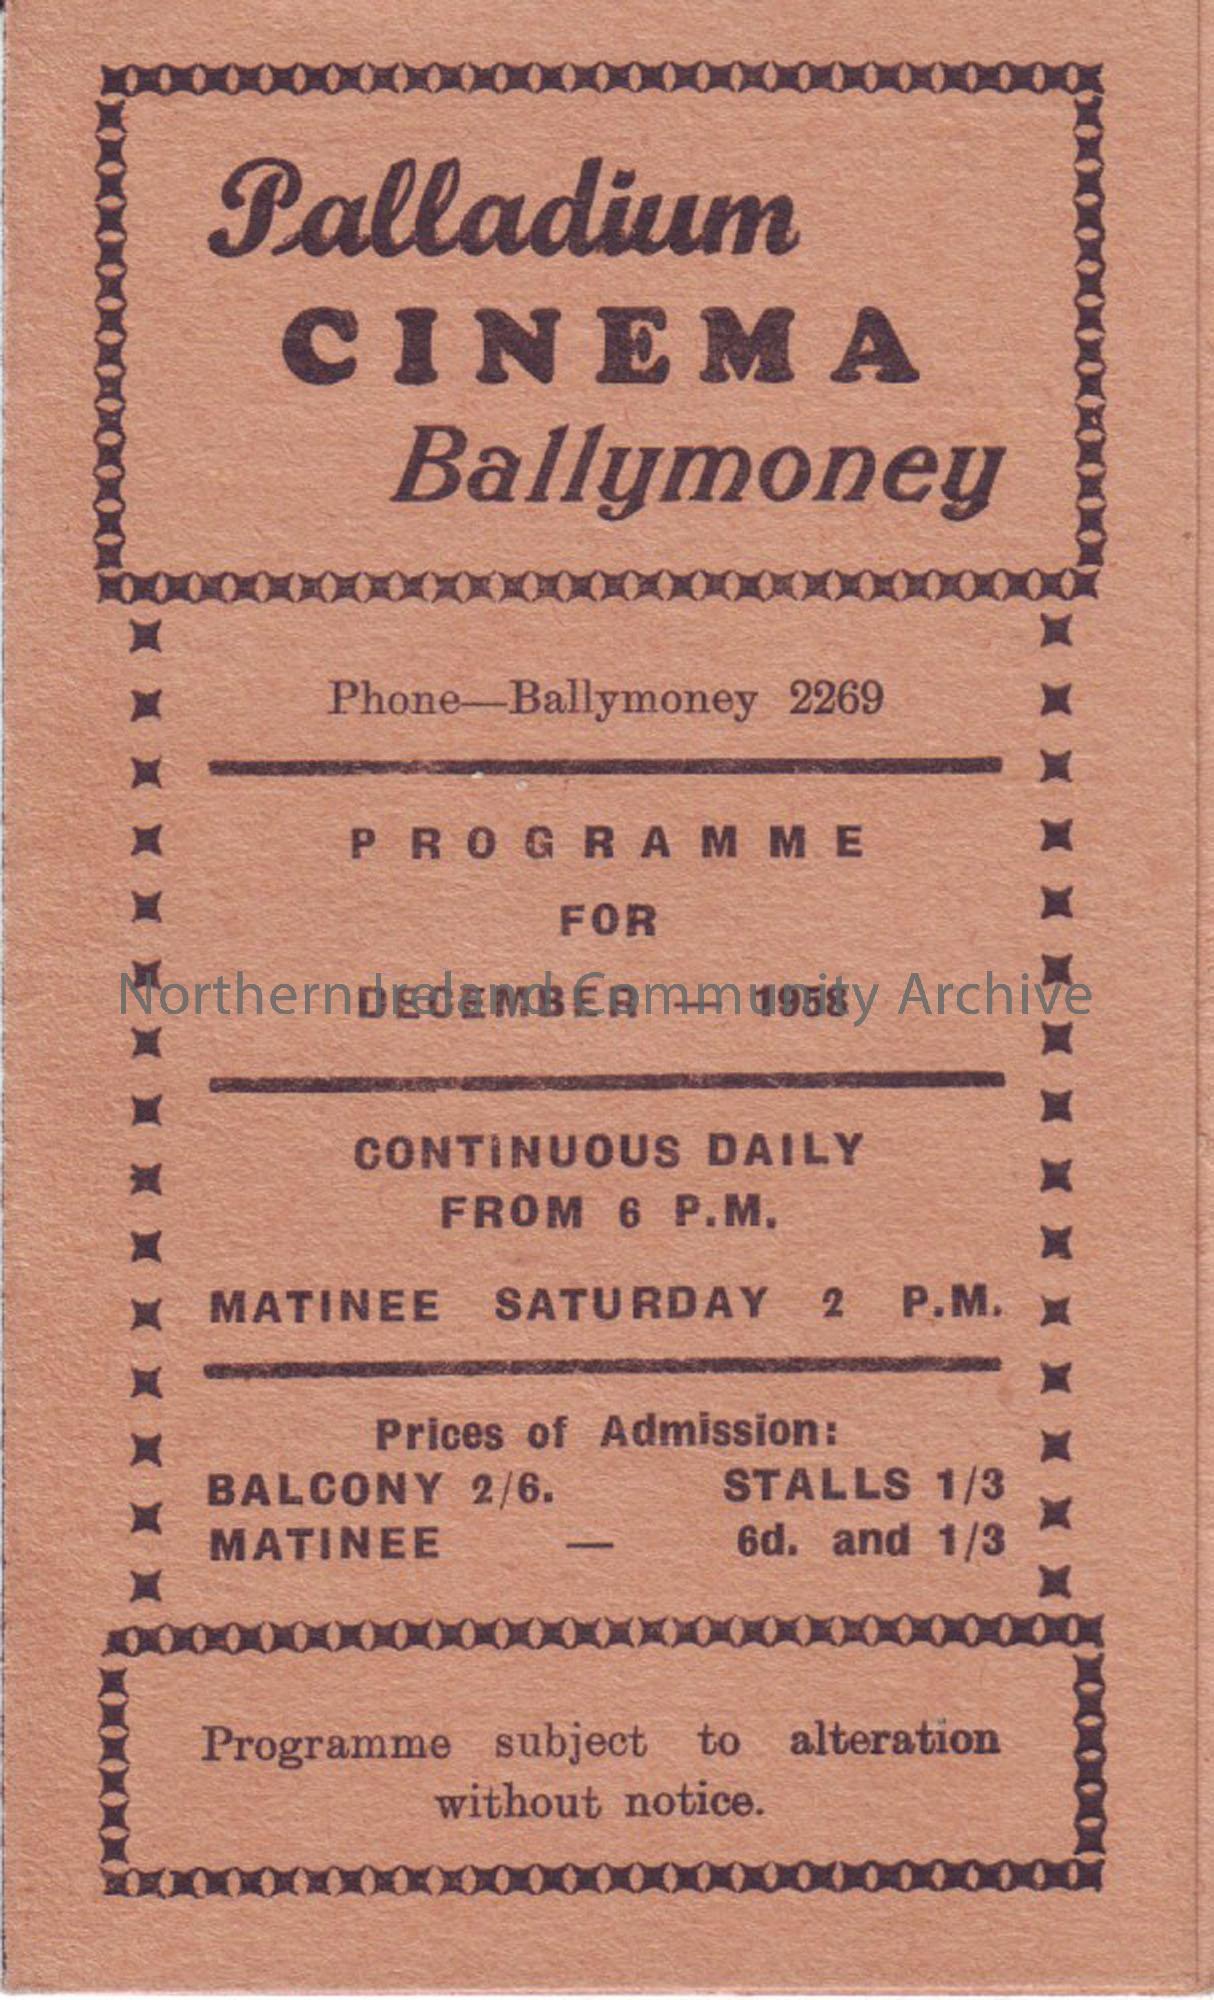 Palladium
CINEMA
Ballymoney
Phone—Ballymoney 2269
PROGRAMME
FOR
DECEMBER — 1958
Northern Ireland Community Archive
CONTINUOUS DAILY
FROM 6 P.M.
MATINEE SATURDAY 2 P.M.
Prices of Admission:
BALCONY 2/6. STALLS 1/3
MATINEE — 6d. and 1/3
Programme subject to alteration
without notice.